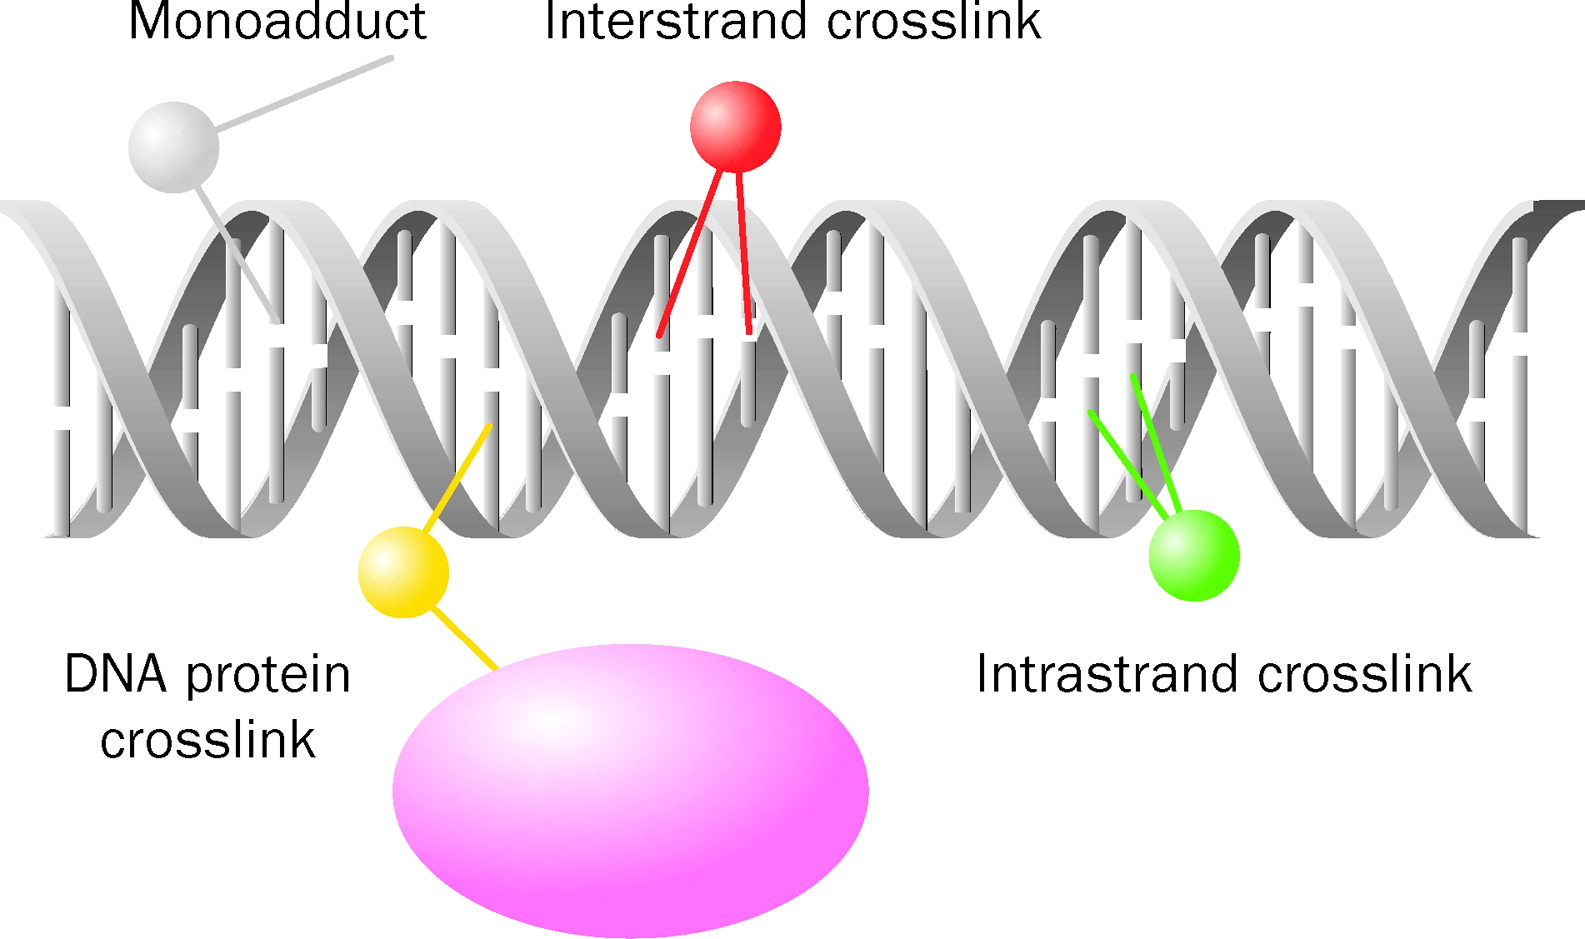 Monoadduct
Interstrand crosslink
DNA protein
crosslink
Intrastrand crosslink